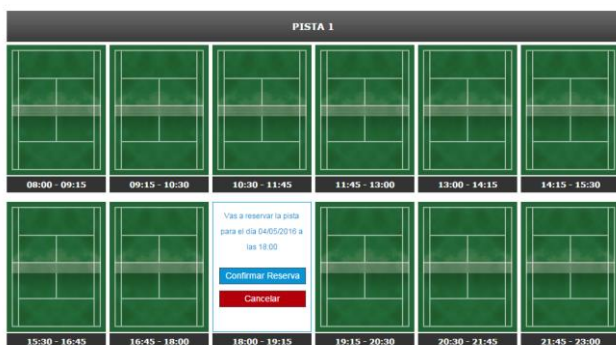 PISTA 1
08:00 - 09:15
09:15 - 10:30
10:30 - 11:45
11:45 - 13:00
13:00 - 14:15
14:15 - 15:30
Vas a reservar la pista
para el día 04/05/2016 a
las 18:00
Confirmar Reserva
Cancelar
15:30 - 16:45
16:45 - 18:00
18:00 - 19:15
19:15 - 20:30
20:30 - 21:45
21:45 - 23:00